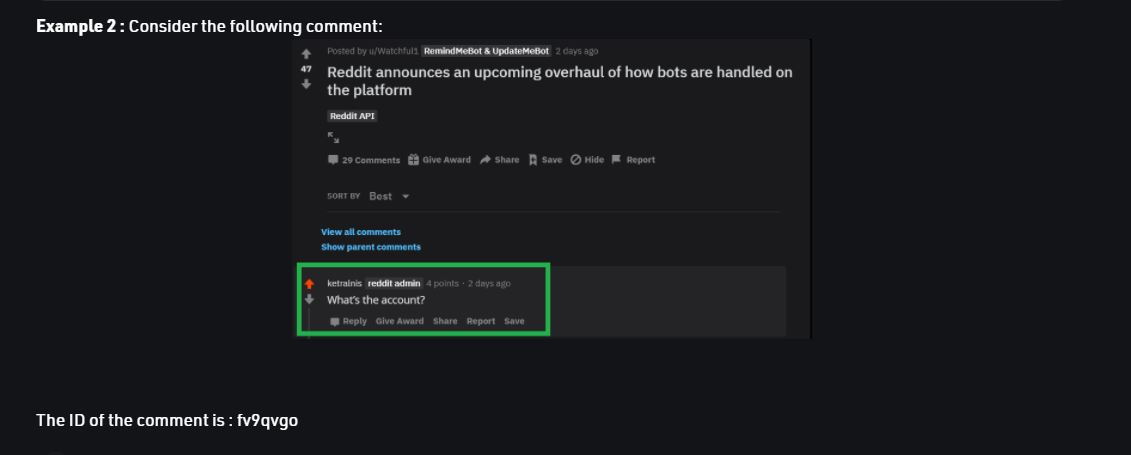 Example 2 : Consider the following comment:
Posted by u/Watchful1 RemindMeBot & UpdateMeBot 2 days ago
47
Reddit announces an upcoming overhaul of how bots are handled on
the platform
Reddit API
29 Comments Give Award Share Save Hide Report
SORT BY Best
View all comments
Show parent comments
ketralnis reddit admin 4 points · 2 days ago
What's the account?
Reply Give Award Share Report Save
The ID of the comment is : fv9qvgo